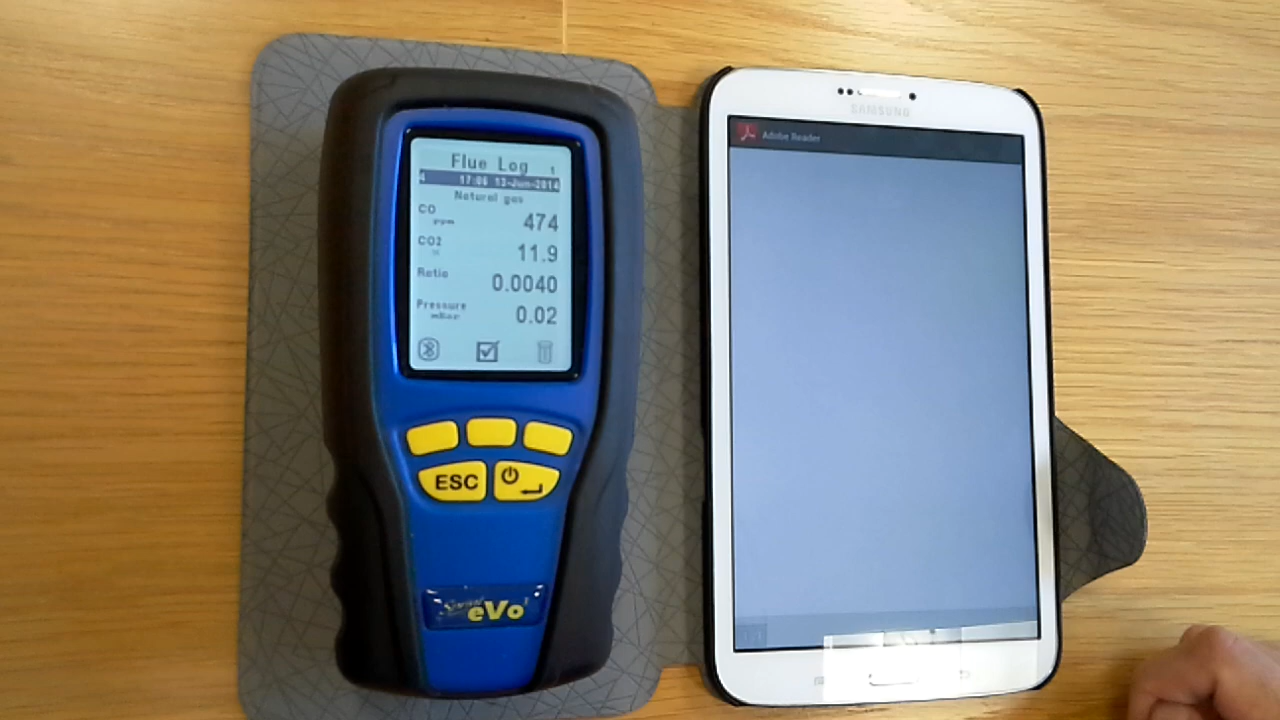 Flue Log 1
4 17:06 13-Jun-2014
Natural gas
CO
ppm 474
CO2
% 11.9
Ratio
0.0040
Pressure
mBar 0.02
ESC
eVo
SAMSUNG
Adobe Reader